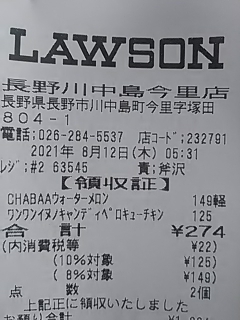 LAWSON
長野川中島今里店
長野県長野市川中島町今里字塚田
804-1
電話:026-284-5537 店コード:232791
2021年 8月12日(木) 05:31
レジ:#2 63545 責:斧沢
【領収証】
CHABAAウォーターメロン 149軽
ワンワンイヌノキャンディペロキューチャン 125
合 計 ¥274
(内消費税等 ¥22)
(10%対象 ¥125)
( 8%対象 ¥149)
点 数 2個
上記正に領収いたしました
お預り合計